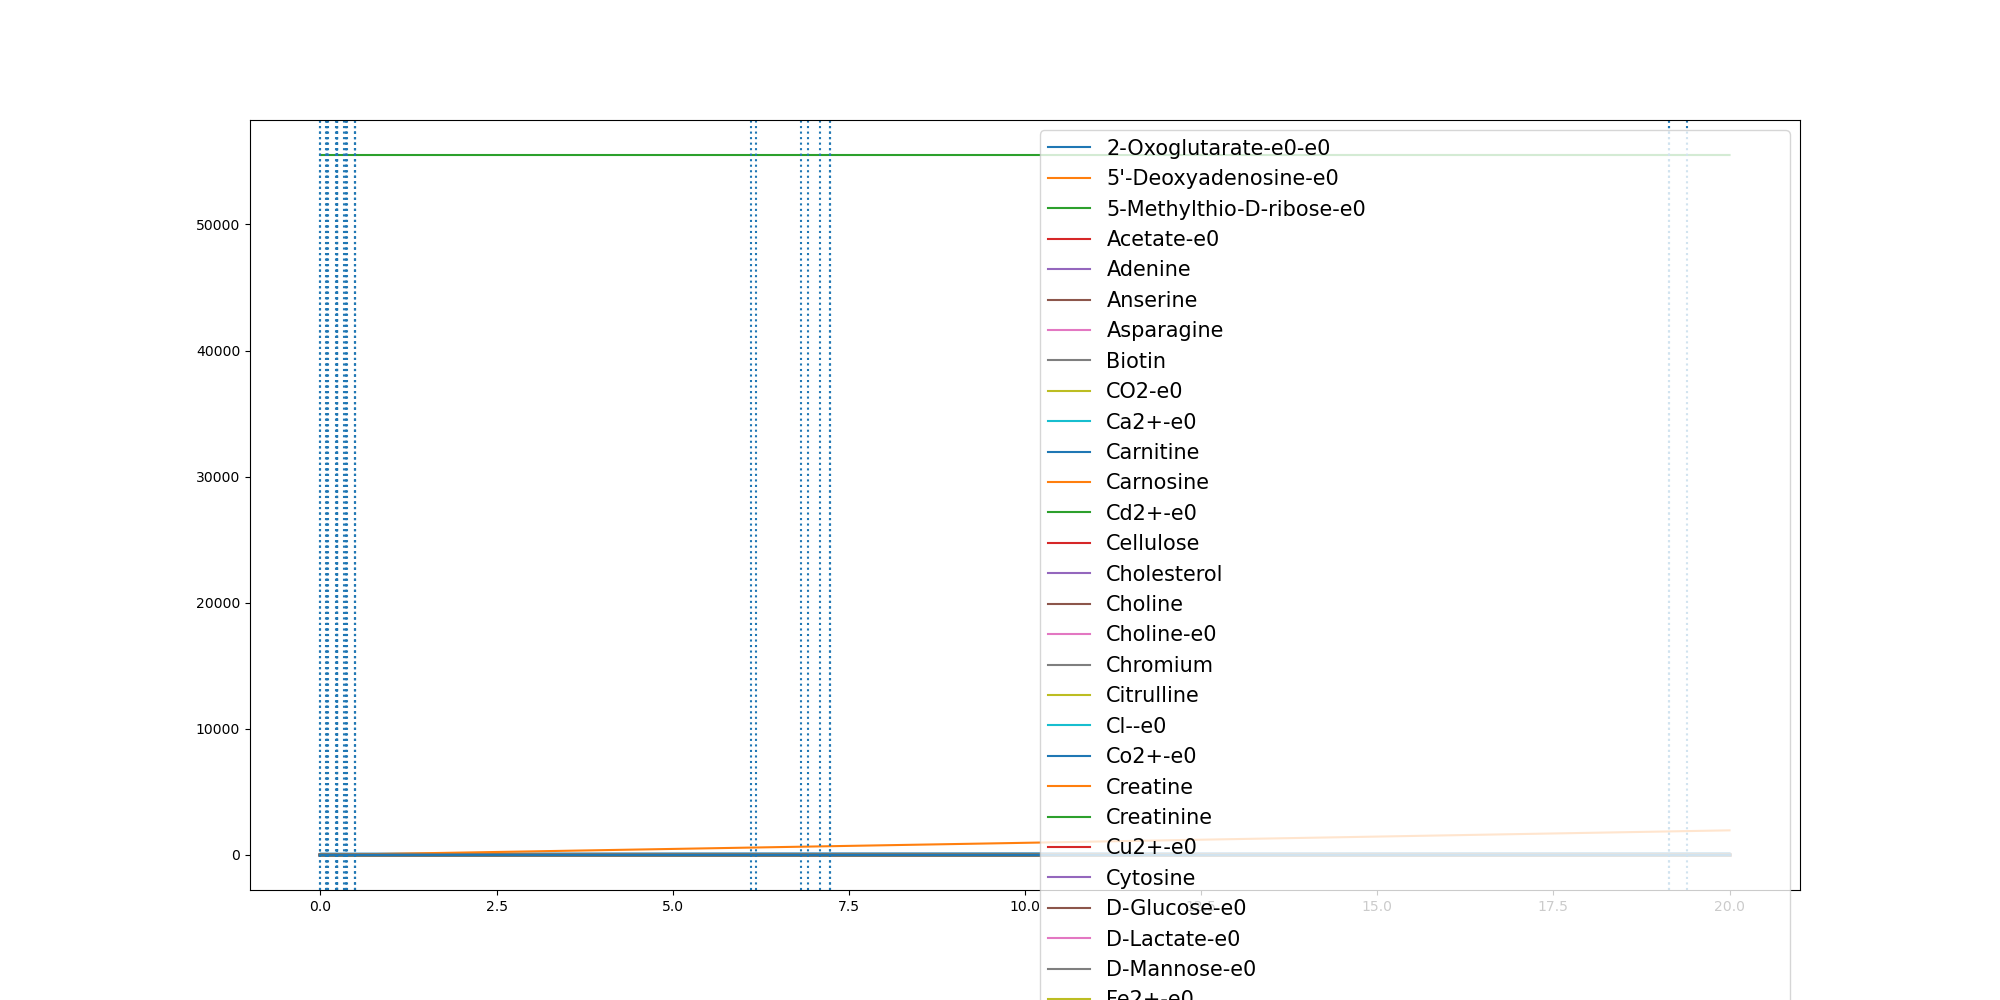 50000
40000
30000
20000
10000
0
0.0
2.5
5.0
7.5
10.0
15.0
17.5
20.0
2-Oxoglutarate-e0-e0
5'-Deoxyadenosine-e0
5-Methylthio-D-ribose-e0
Acetate-e0
Adenine
Anserine
Asparagine
Biotin
CO2-e0
Ca2+-e0
Carnitine
Carnosine
Cd2+-e0
Cellulose
Cholesterol
Choline
Choline-e0
Chromium
Citrulline
Cl--e0
Co2+-e0
Creatine
Creatinine
Cu2+-e0
Cytosine
D-Glucose-e0
D-Lactate-e0
D-Mannose-e0
Fe2+-e0